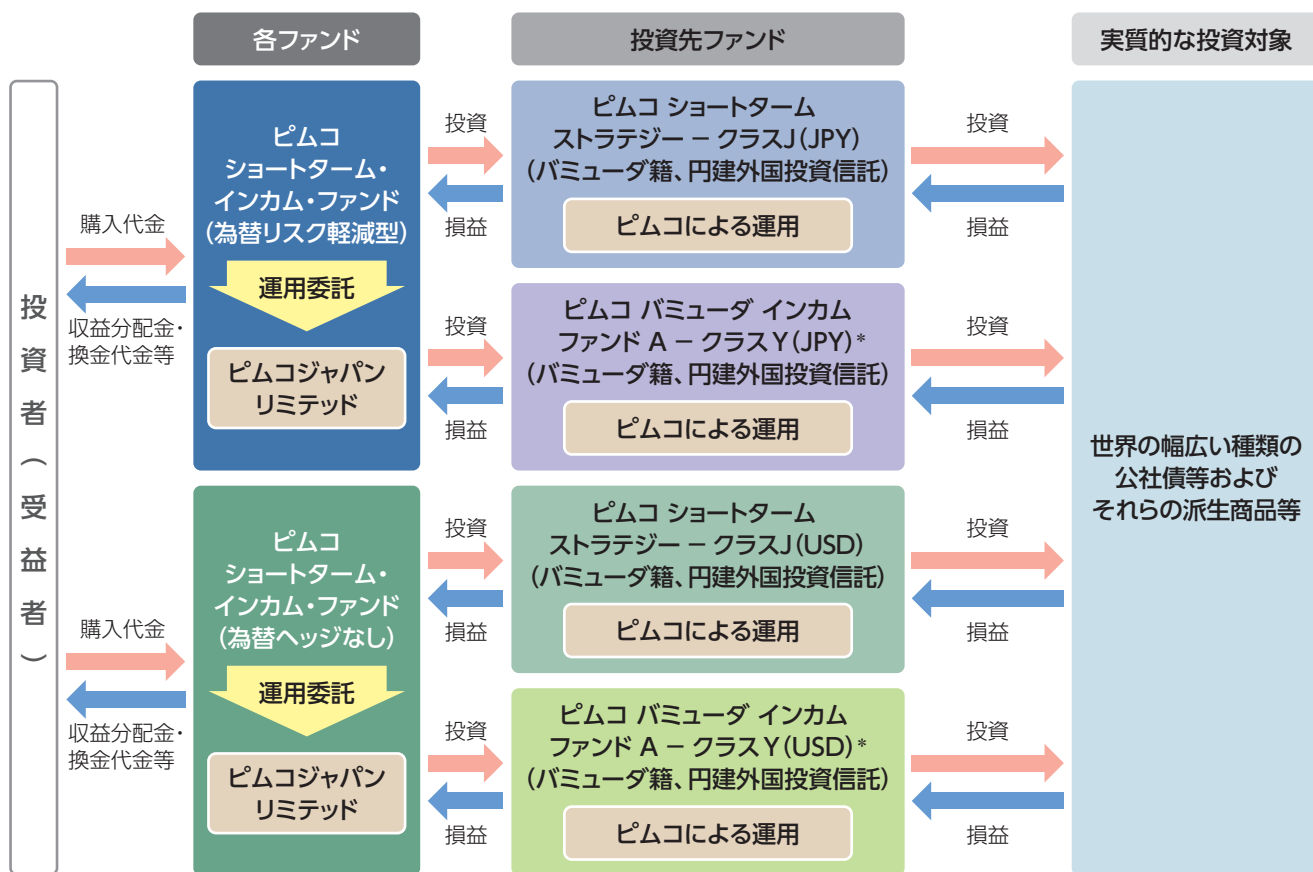 各ファンド
投資先ファンド
実質的な投資対象
投資者（受益者）
購入代金
収益分配金・
換金代金等
ピムコ
ショートターム・
インカム・ファンド
(為替リスク軽減型)
運用委託
ピムコジャパン
リミテッド
投資
損益
ピムコ ショートターム
ストラテジー − クラスJ(JPY)
(バミューダ籍、円建外国投資信託)
ピムコによる運用
投資
損益
投資
損益
ピムコ バミューダ インカム
ファンド A − クラス Y(JPY)*
(バミューダ籍、円建外国投資信託)
ピムコによる運用
投資
損益
購入代金
収益分配金・
換金代金等
ピムコ
ショートターム・
インカム・ファンド
(為替ヘッジなし)
運用委託
ピムコジャパン
リミテッド
投資
損益
ピムコ ショートターム
ストラテジー − クラスJ(USD)
(バミューダ籍、円建外国投資信託)
ピムコによる運用
投資
損益
投資
損益
ピムコ バミューダ インカム
ファンド A − クラス Y(USD)*
(バミューダ籍、円建外国投資信託)
ピムコによる運用
投資
損益
世界の幅広い種類の
公社債等および
それらの派生商品等